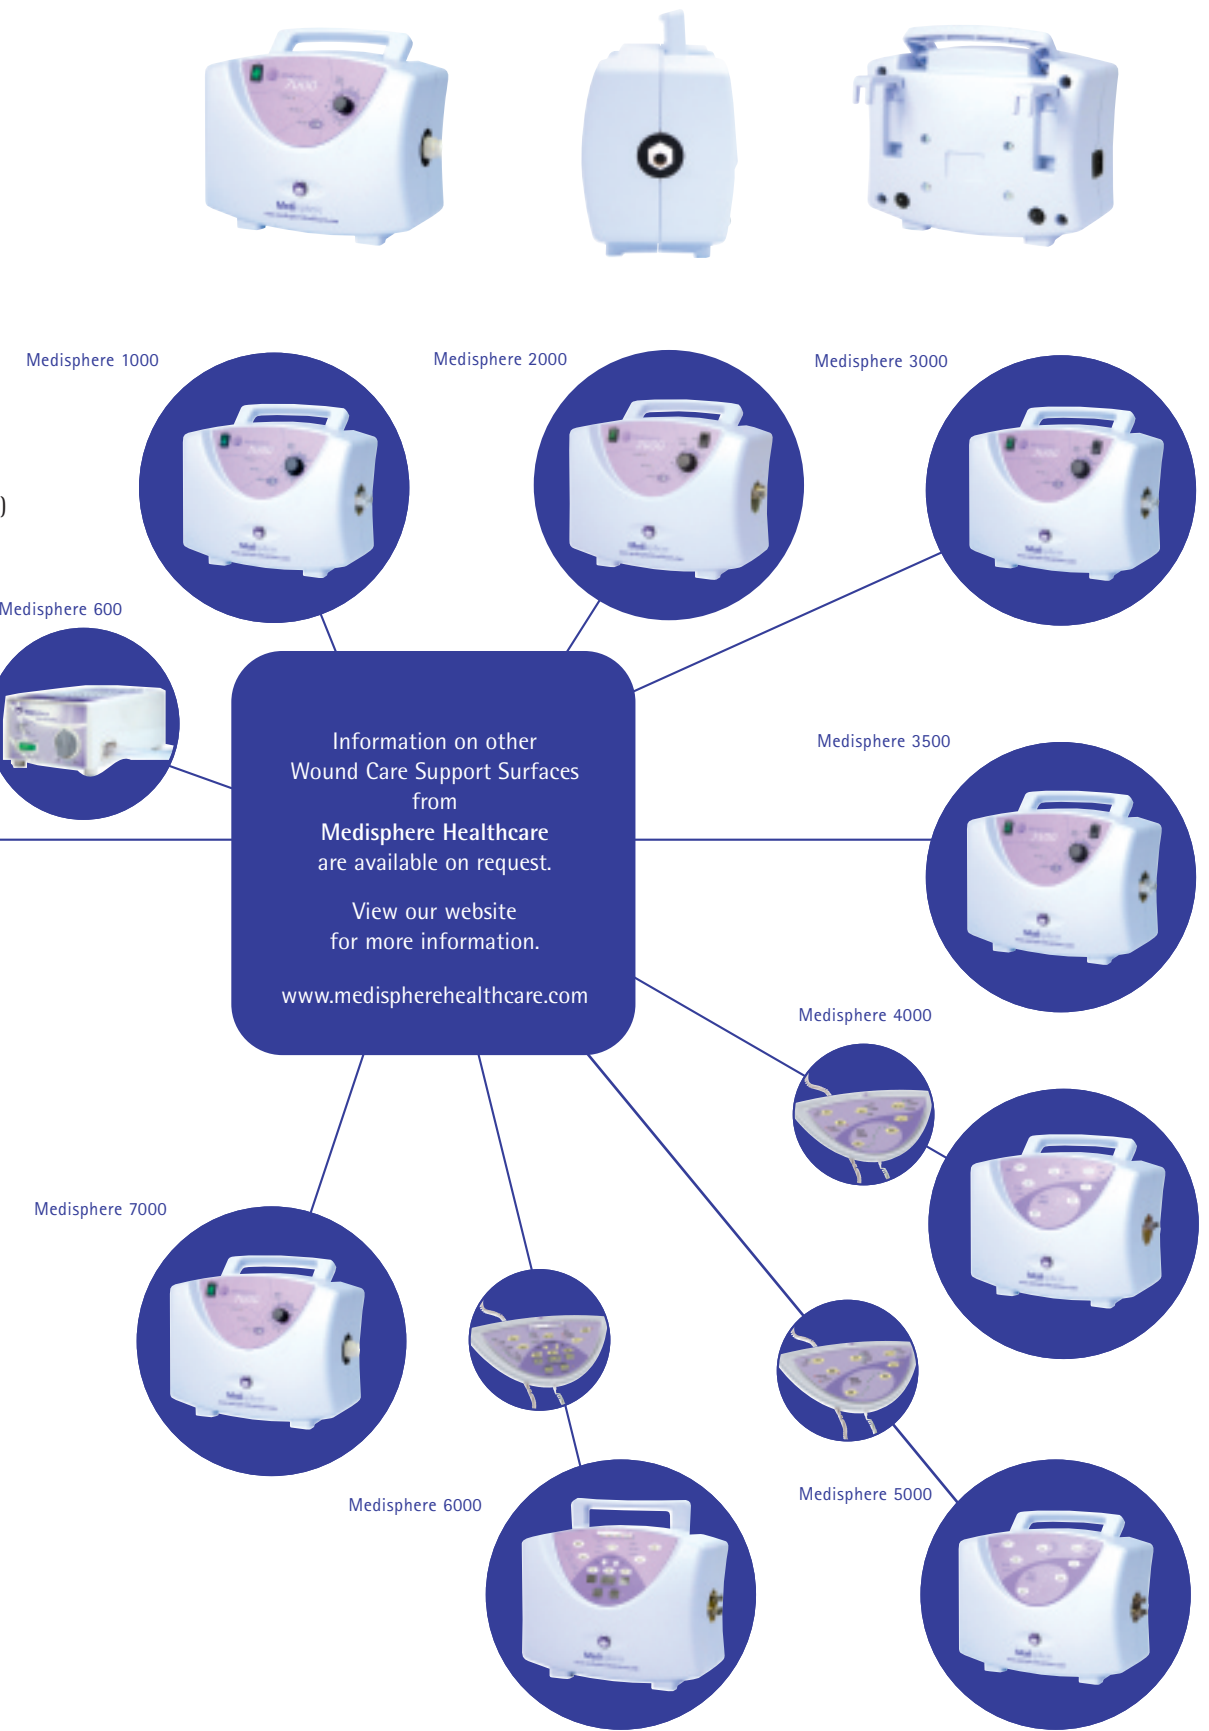 7000
Medisphere 1000
Medisphere 2000
Medisphere 3000
)
Medisphere 600
Information on other
Wound Care Support Surfaces
from
Medisphere Healthcare
are available on request.
View our website
for more information.
www.medispherehealthcare.com
Medisphere 3500
Medisphere 4000
Medisphere 7000
Medisphere 6000
Medisphere 5000